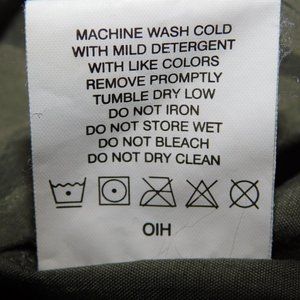 MACHINE WASH COLD
WITH MILD DETERGENT
WITH LIKE COLORS
REMOVE PROMPTLY
TUMBLE DRY LOW
DO NOT IRON
DO NOT STORE WET
DO NOT BLEACH
DO NOT DRY CLEAN
OIH